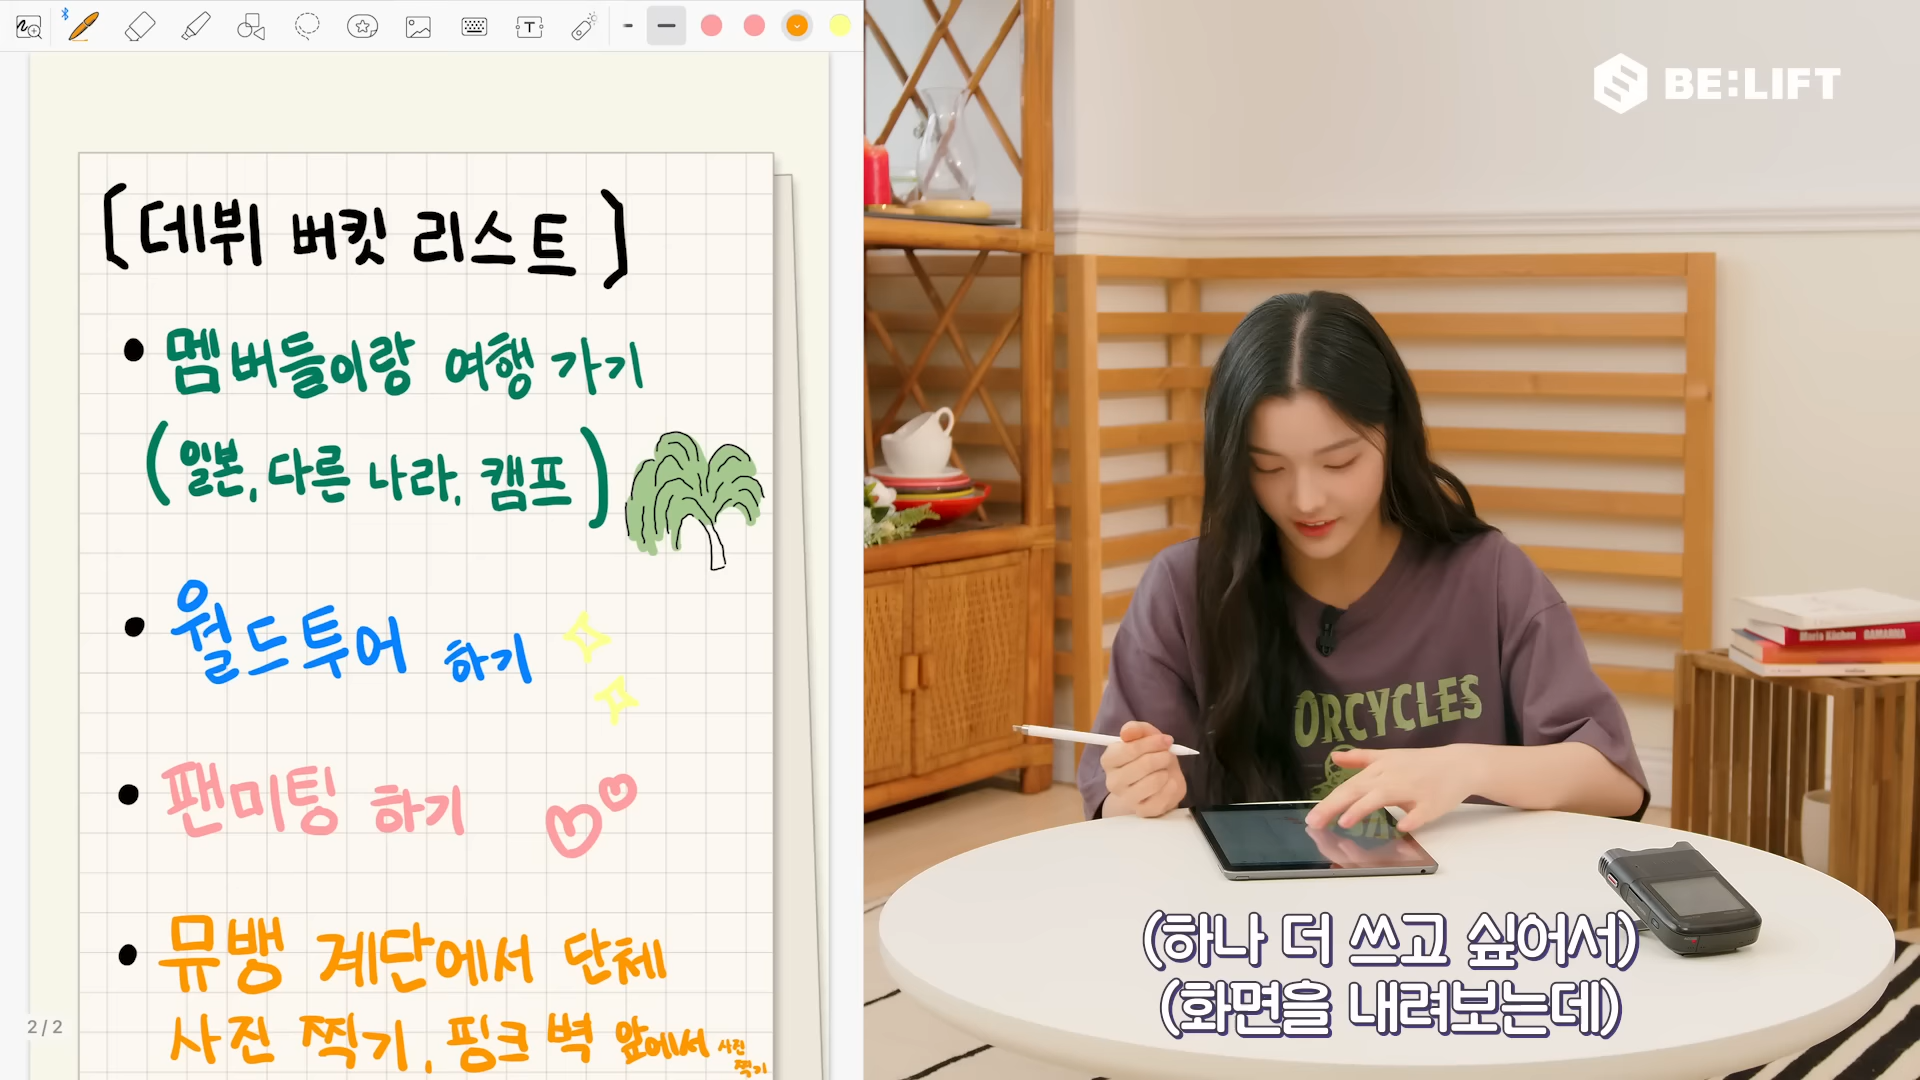 [데뷔 버킷 리스트]
• 멤버들이랑 여행 가기
(일본, 다른 나라, 캠프)
• 월드투어 하기
• 팬미팅 하기
• 뮤뱅 계단에서 단체
사진 찍기, 핑크 벽 앞에서 사진
찍기
2/2
T
BE:LIFT
ORCYCLES
(하나 더 쓰고 싶어서)
(화면을 내려보는데)